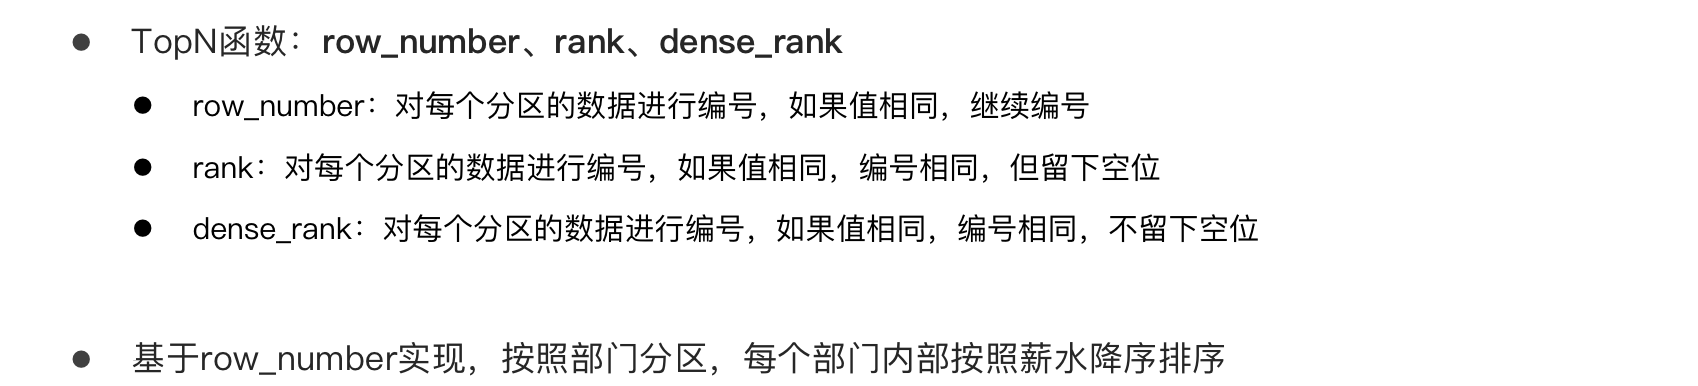 ● TopN函数：row_number、rank、dense_rank
● row_number：对每个分区的数据进行编号，如果值相同，继续编号
● rank：对每个分区的数据进行编号，如果值相同，编号相同，但留下空位
● dense_rank：对每个分区的数据进行编号，如果值相同，编号相同，不留下空位
● 基于row_number实现，按照部门分区，每个部门内部按照薪水降序排序